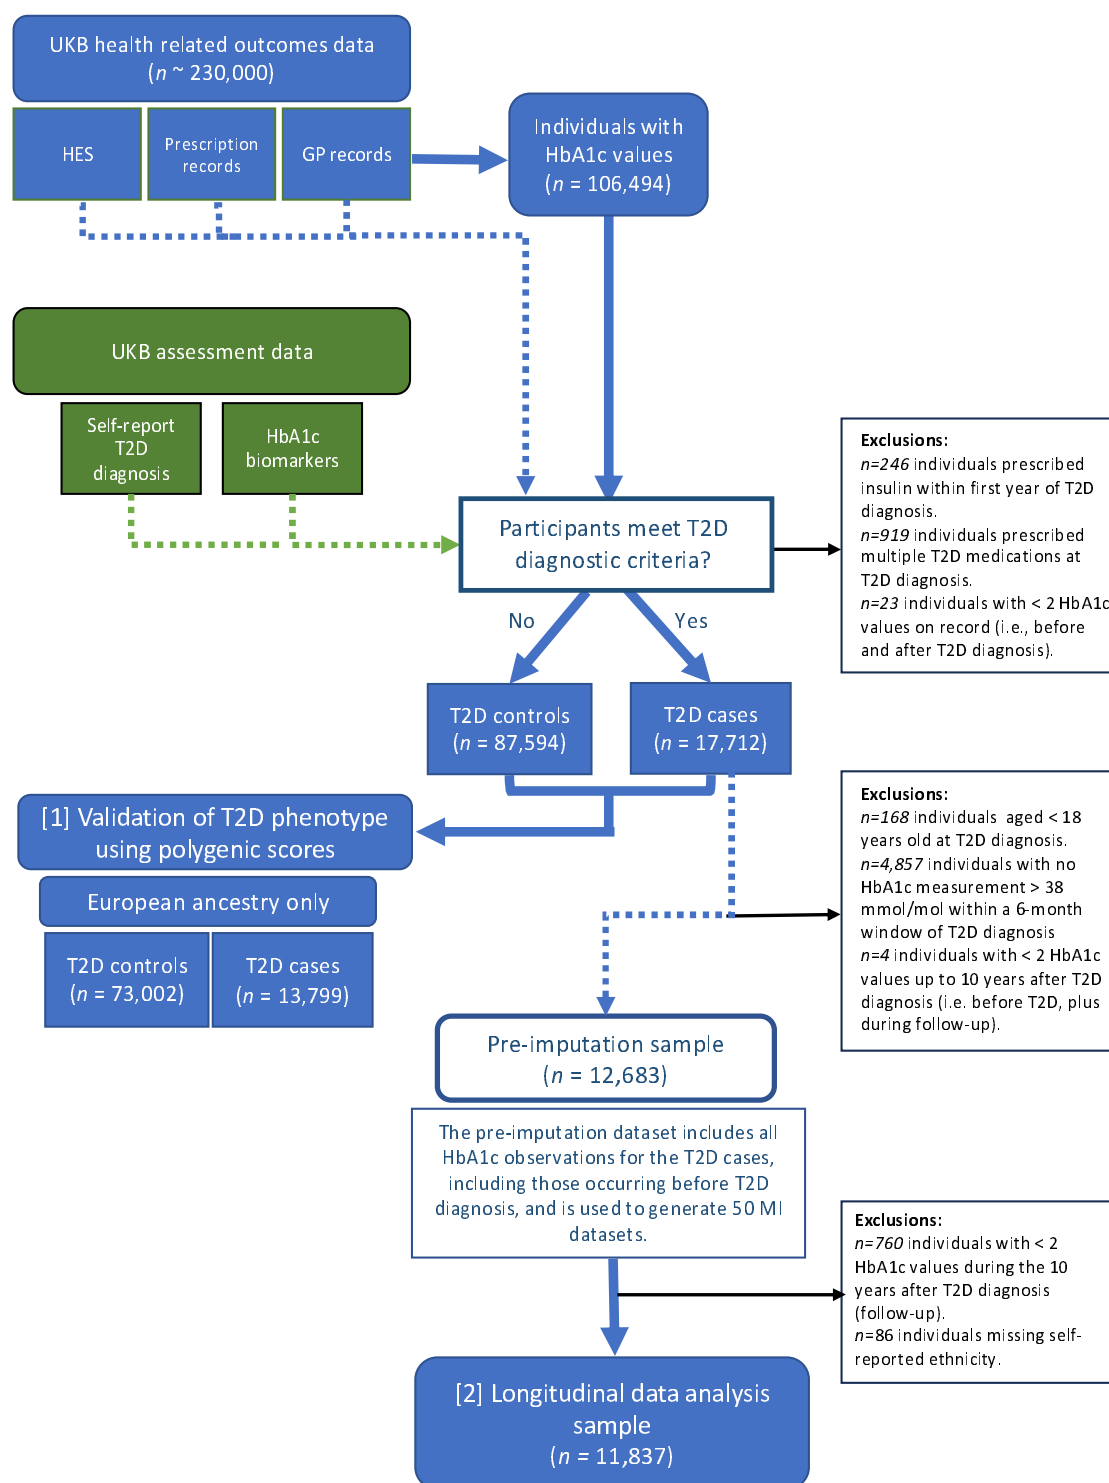 UKB health related outcomes data
(n ~ 230,000)
HES
Prescription
records
GP records
Individuals with
HbA1c values
(n = 106,494)
UKB assessment data
Self-report
T2D
diagnosis
HbA1c
biomarkers
Participants meet T2D
diagnostic criteria?
Exclusions:
n=246 individuals prescribed
insulin within first year of T2D
diagnosis.
n=919 individuals prescribed
multiple T2D medications at
T2D diagnosis.
n=23 individuals with < 2 HbA1c
values on record (i.e., before
and after T2D diagnosis).
No
Yes
T2D controls
(n = 87,594)
T2D cases
(n = 17,712)
[1] Validation of T2D phenotype
using polygenic scores
European ancestry only
T2D controls
(n = 73,002)
T2D cases
(n = 13,799)
Exclusions:
n=168 individuals aged < 18
years old at T2D diagnosis.
n=4,857 individuals with no
HbA1c measurement > 38
mmol/mol within a 6-month
window of T2D diagnosis
n=4 individuals with < 2 HbA1c
values up to 10 years after T2D
diagnosis (i.e. before T2D, plus
during follow-up).
Pre-imputation sample
(n = 12,683)
The pre-imputation dataset includes all
HbA1c observations for the T2D cases,
including those occurring before T2D
diagnosis, and is used to generate 50 MI
datasets.
Exclusions:
n=760 individuals with < 2
HbA1c values during the 10
years after T2D diagnosis
(follow-up).
n=86 individuals missing self-
reported ethnicity.
[2] Longitudinal data analysis
sample
(n = 11,837)